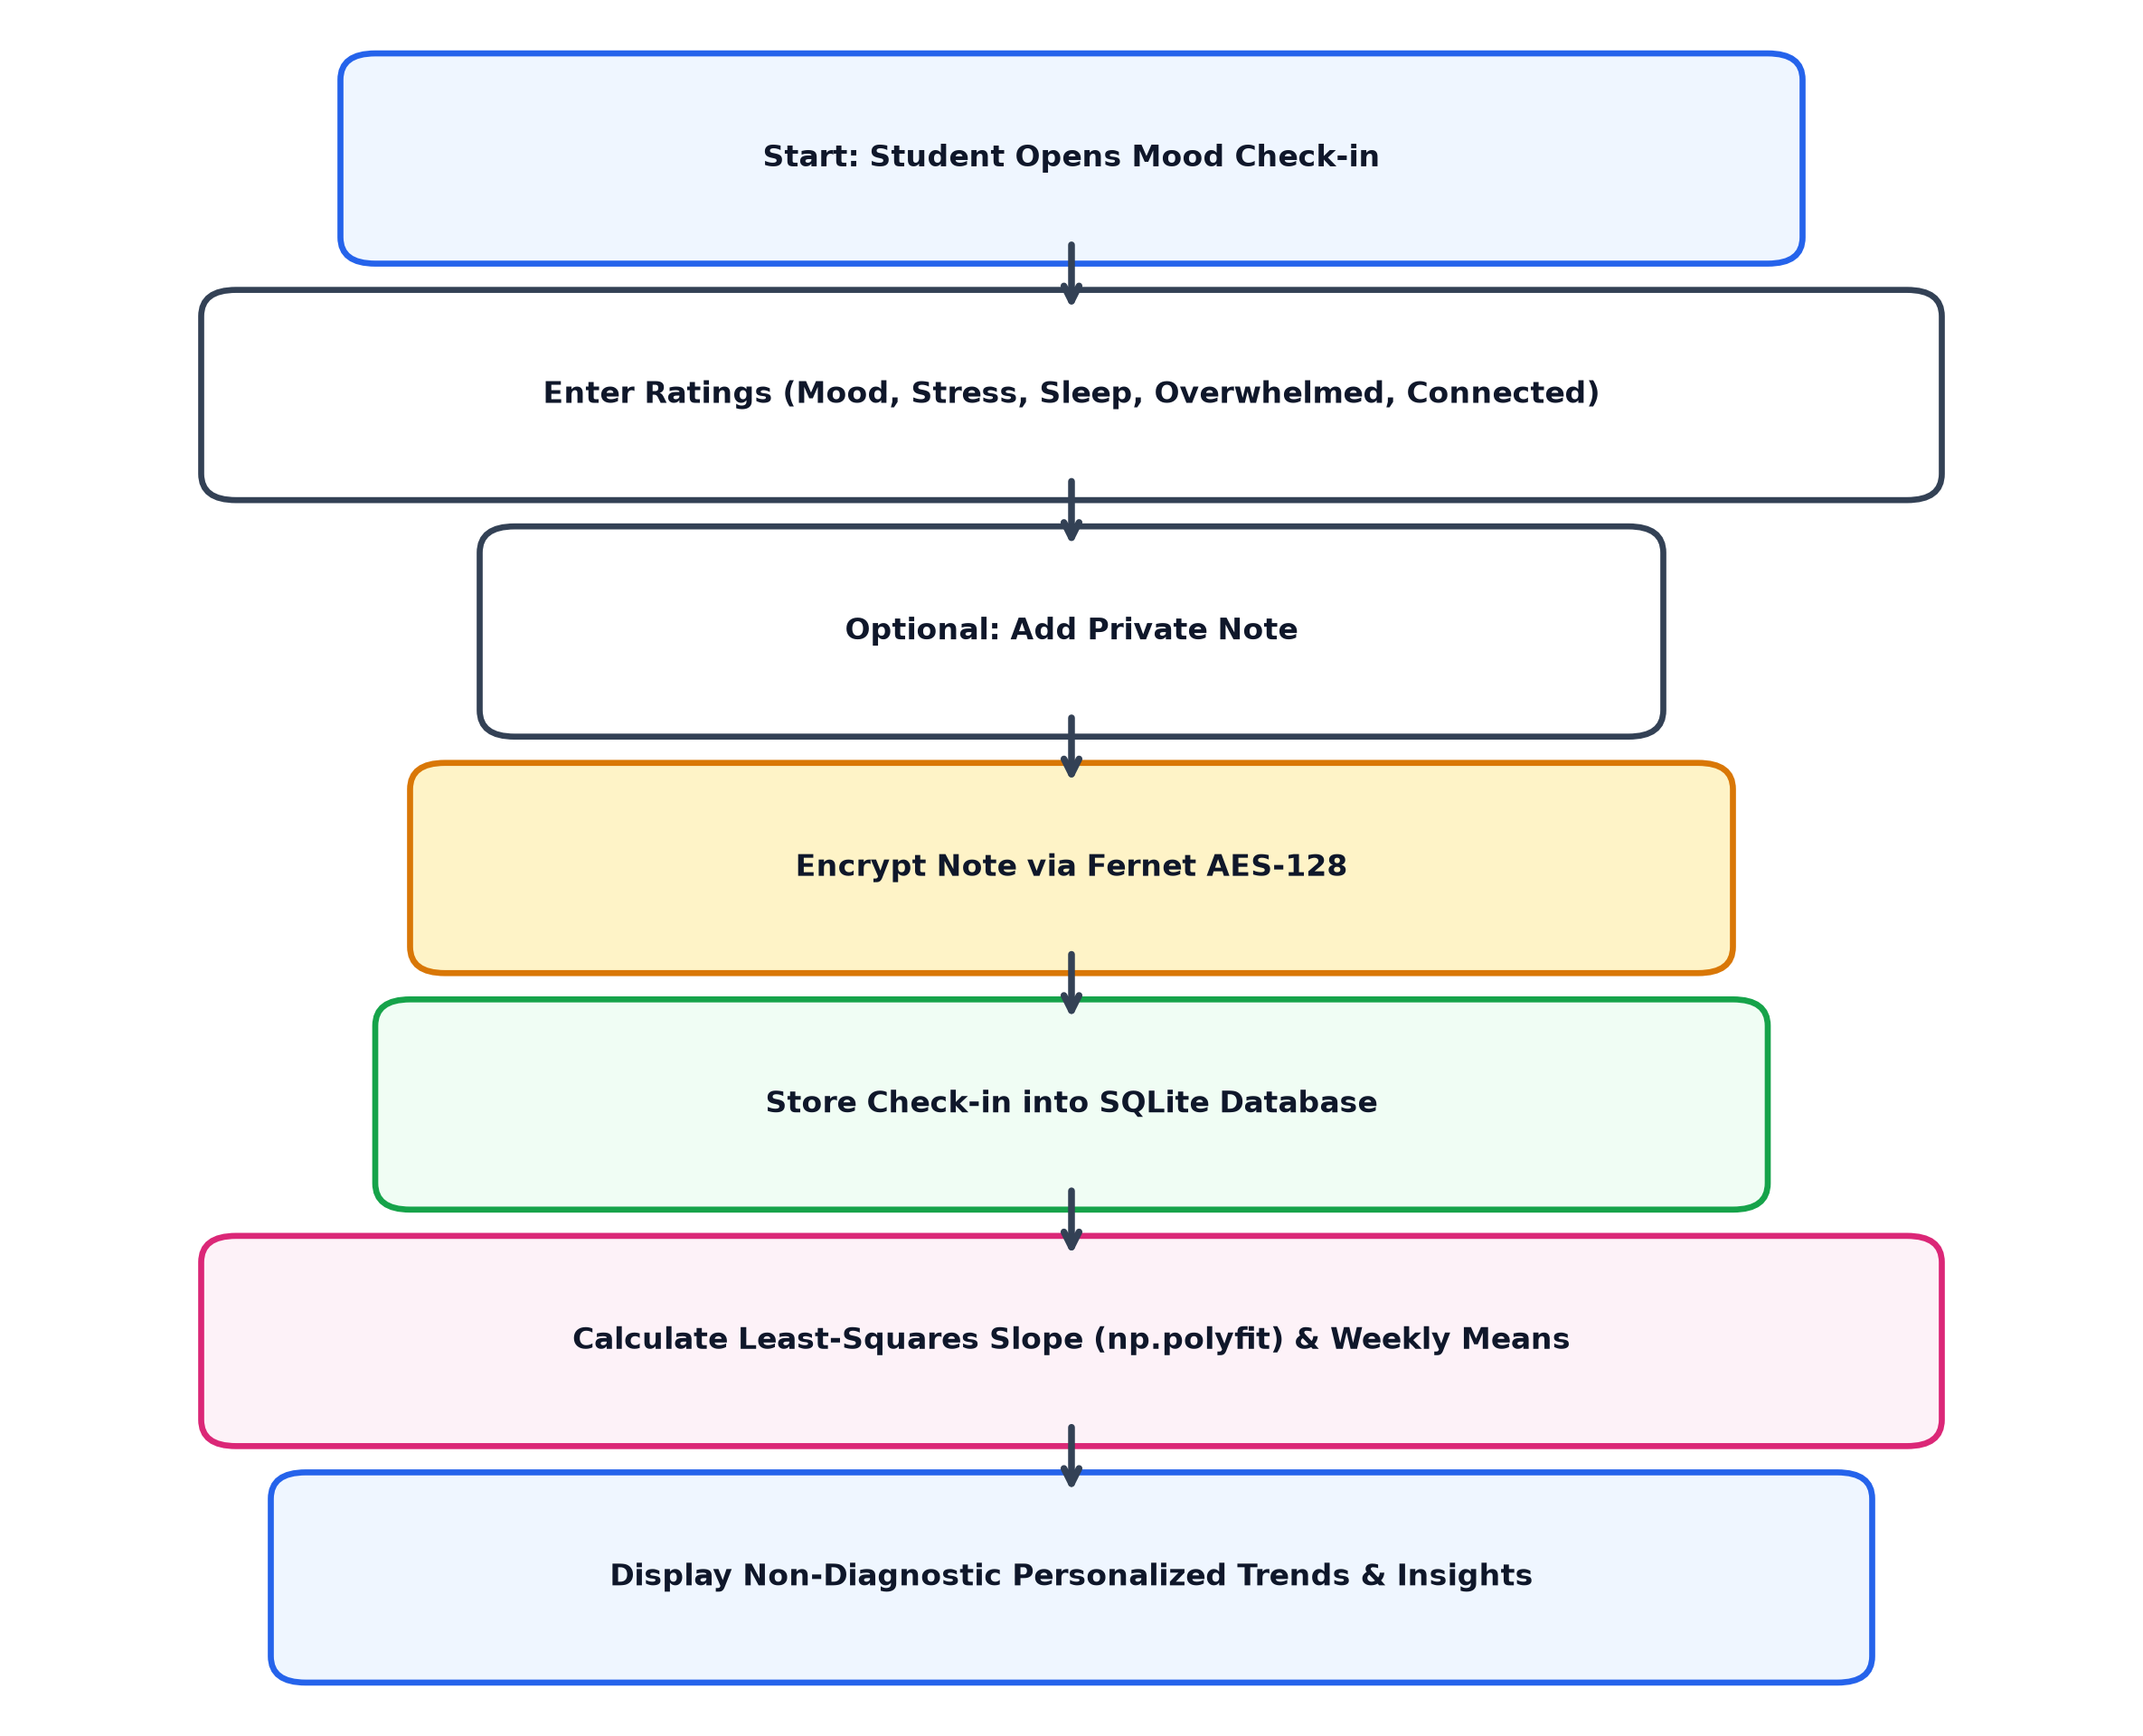 Start: Student Opens Mood Check-in
Enter Ratings (Mood, Stress, Sleep, Overwhelmed, Connected)
Optional: Add Private Note
Encrypt Note via Fernet AES-128
Store Check-in into SQLite Database
Calculate Least-Squares Slope (np.polyfit) & Weekly Means
Display Non-Diagnostic Personalized Trends & Insights